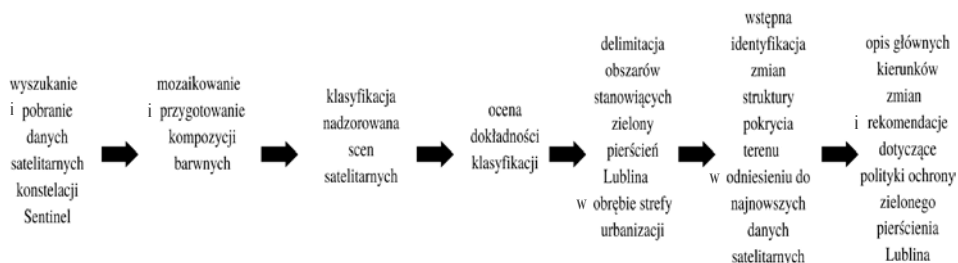 wyszukanie
i pobranie
danych
satelitarnych
konstelacji
Sentinel
mozaikowanie
i przygotowanie
kompozycji
barwnych
klasyfikacja
nadzorowana
scen
satelitarnych
ocena
dokładności
klasyfikacji
delimitacja
obszarów
stanowiących
zielony
pierścień
Lublina
w obrębie strefy
urbanizacji
wstępna
identyfikacja
zmian
struktury
pokrycia
terenu
w odniesieniu do
najnowszych
danych
satelitarnych
opis głównych
kierunków
zmian
i rekomendacje
dotyczące
polityki ochrony
zielonego
pierścienia
Lublina